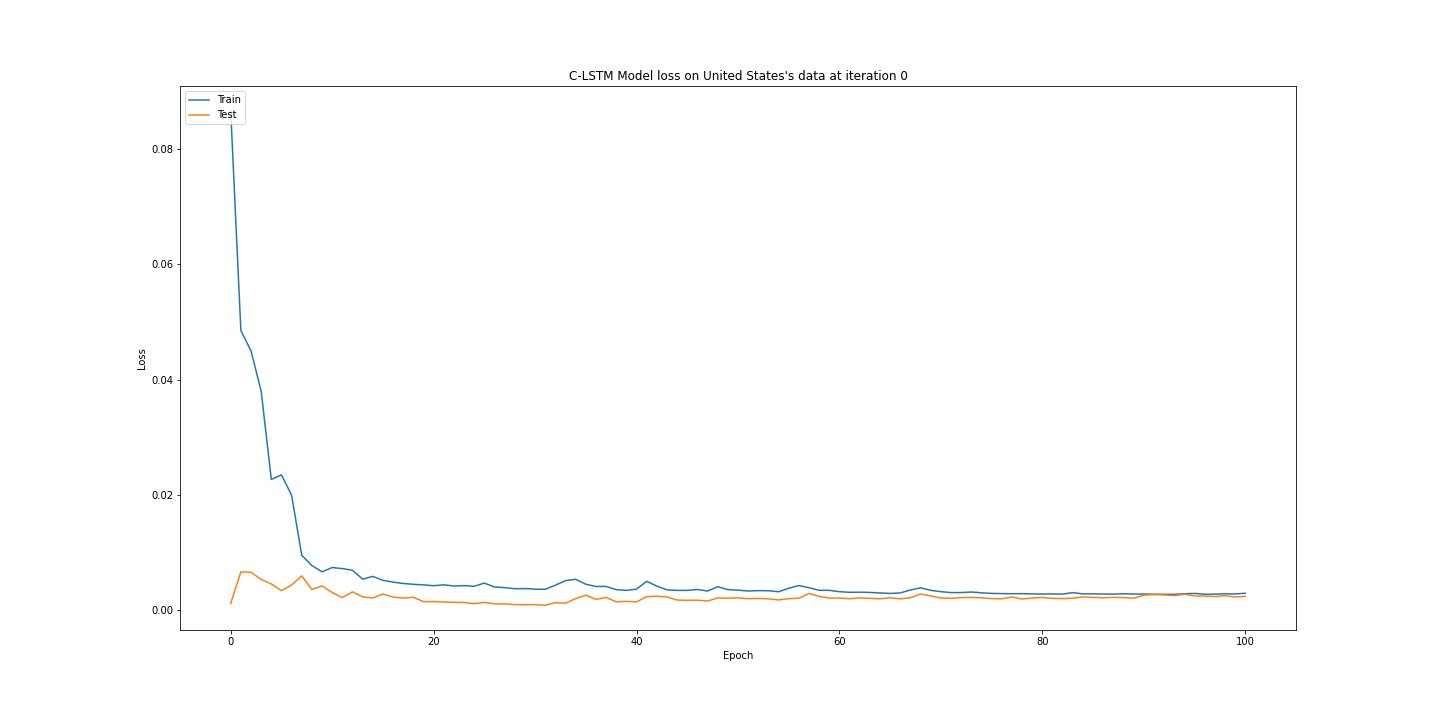 C-LSTM Model loss on United States's data at iteration 0
Train
Test
0.08
0.06
0.04
0.02
0.00
Loss
0 20 40 60 80 100
Epoch